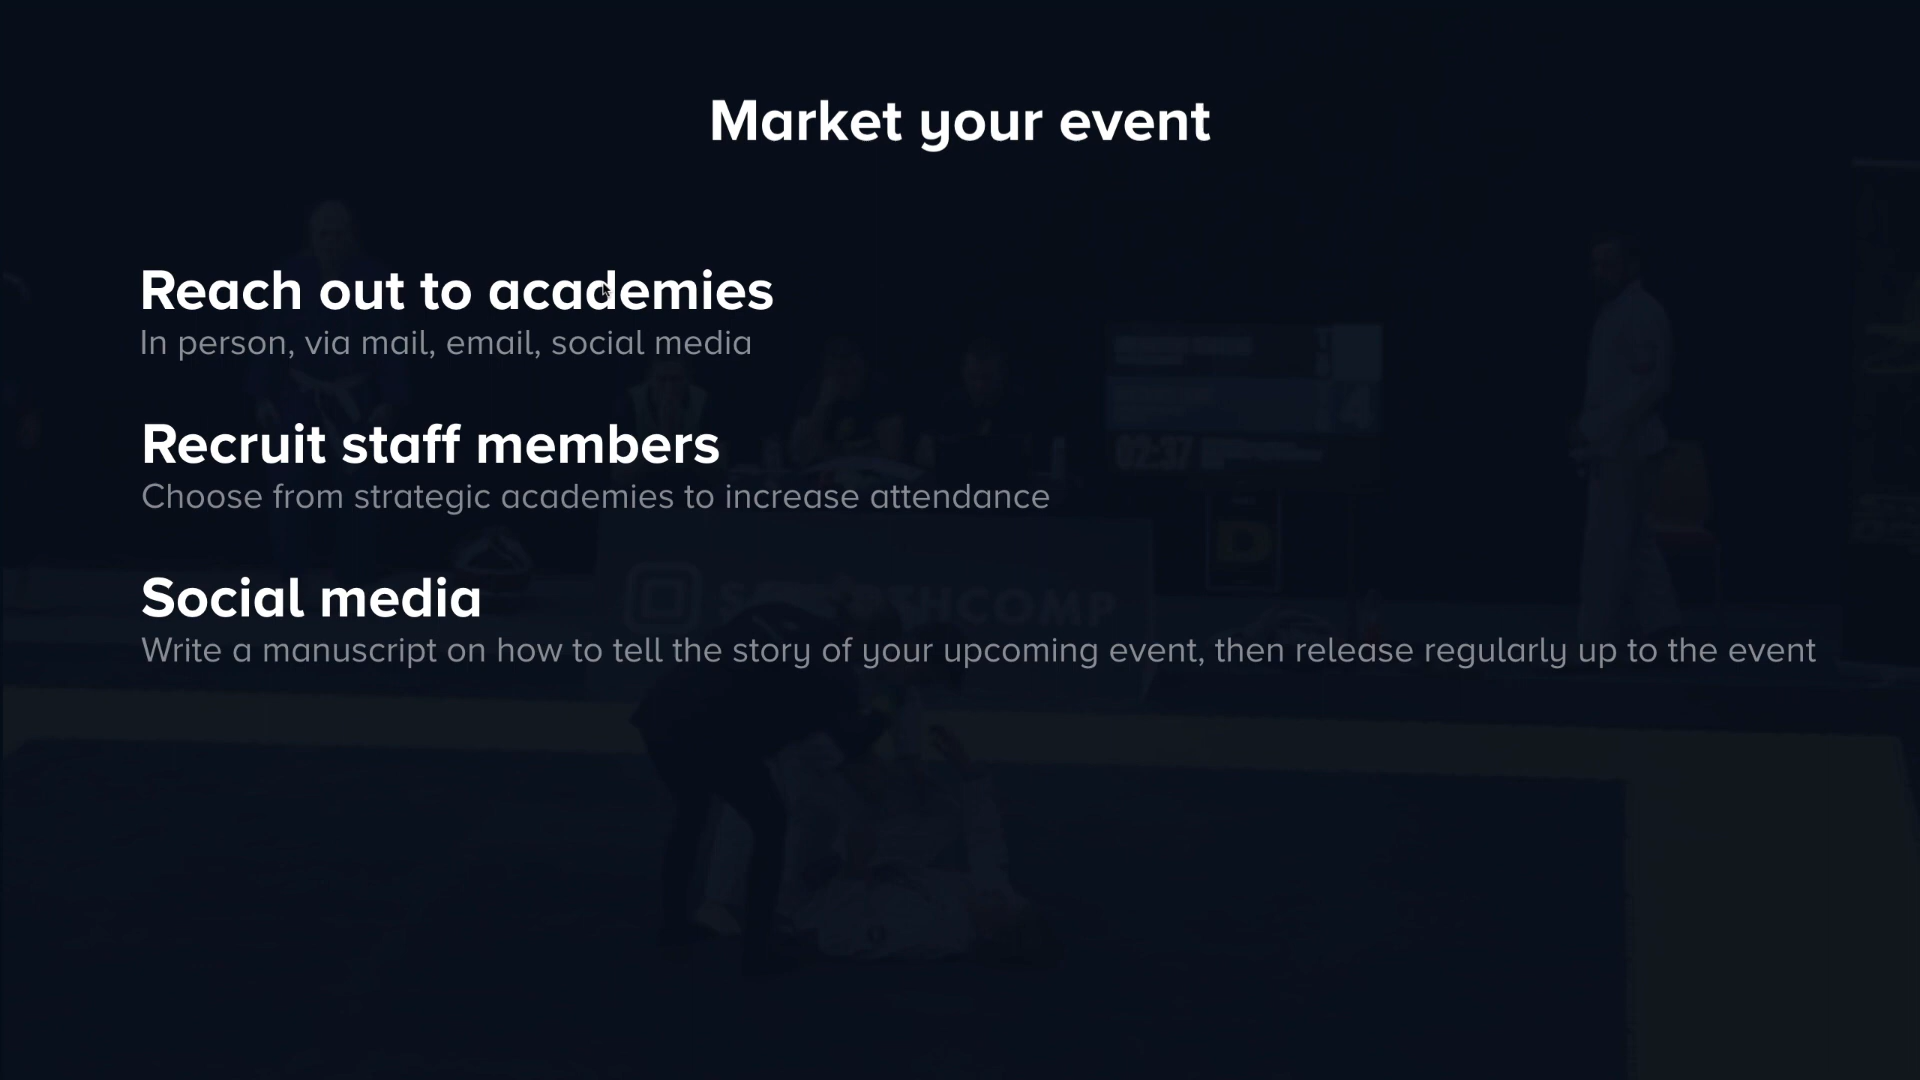 Market your event
Reach out to academies
In person, via mail, email, social media
Recruit staff members
Choose from strategic academies to increase attendance
Social media
Write a manuscript on how to tell the story of your upcoming event, then release regularly up to the event
02:37